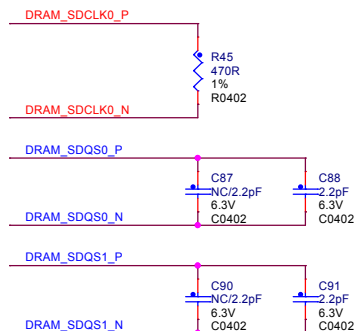 DRAM_SDCLK0_P
R45
470R
1%
R0402
DRAM_SDCLK0_N
DRAM_SDQS0_P
C87 C88
NC/2.2pF 2.2pF
6.3V 6.3V
C0402 C0402
DRAM_SDQS0_N
DRAM_SDQS1_P
C90 C91
NC/2.2pF 2.2pF
6.3V 6.3V
C0402 C0402
DRAM_SDQS1_N